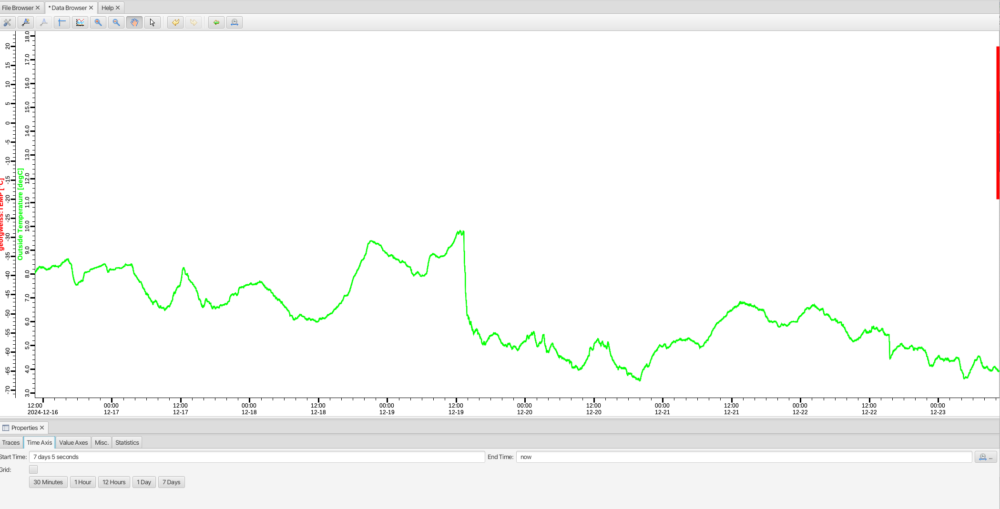 File Browser
* Data Browser
Help
20
15
10
5
0
-5
-10
-15
-20
-25
-30
-35
-40
-45
-50
-55
-60
-65
-70
georgweiss:TEMP [°C]
18.0
17.0
16.0
15.0
14.0
13.0
12.0
11.0
10.0
9.0
8.0
7.0
6.0
5.0
4.0
3.0
Outside Temperature [degC]
12:00 00:00 12:00 00:00 12:00 00:00 12:00 00:00 12:00 00:00 12:00 00:00 12:00 00:00
2024-12-16 12-17 12-17 12-18 12-18 12-19 12-19 12-20 12-20 12-21 12-21 12-22 12-22 12-23
Properties
Traces Time Axis Value Axes Misc. Statistics
Start Time: 7 days 5 seconds End Time: now ...
Grid:
30 Minutes 1 Hour 12 Hours 1 Day 7 Days